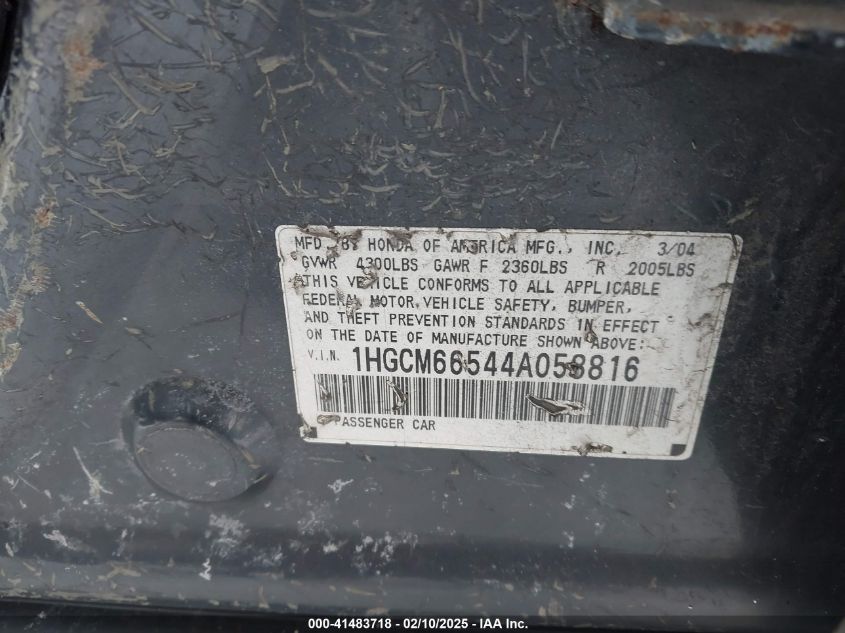 MFD. BY HONDA OF AMERICA MFG., INC. 3/04
GVWR 4300LBS GAWR F 2360LBS R 2005LBS
THIS VEHICLE CONFORMS TO ALL APPLICABLE
FEDERAL MOTOR VEHICLE SAFETY, BUMPER,
AND THEFT PREVENTION STANDARDS IN EFFECT
ON THE DATE OF MANUFACTURE SHOWN ABOVE:
V.I.N. 1HGCM66544A058816
PASSENGER CAR
000-41483718 - 02/10/2025 - IAA Inc.